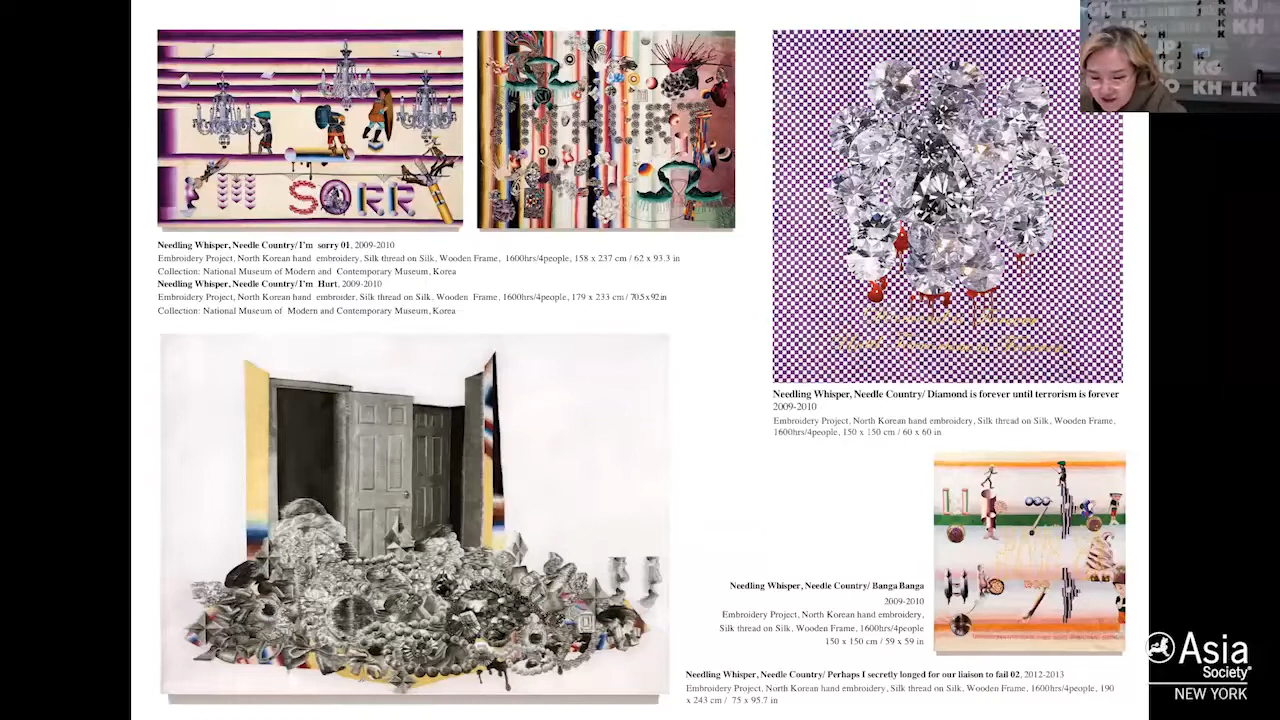 SORR
Needling Whisper, Needle Country/ I'm sorry 01, 2009-2010
Embroidery Project, North Korean hand embroidery, Silk thread on Silk, Wooden Frame, 1600hrs/4people, 158 x 237 cm / 62 x 93.3 in
Collection: National Museum of Modern and Contemporary Museum, Korea
Needling Whisper, Needle Country/ I'm Hurt, 2009-2010
Embroidery Project, North Korean hand embroider, Silk thread on Silk, Wooden Frame, 1600hrs/4people, 179 x 233 cm / 70.5 x 92 in
Collection: National Museum of Modern and Contemporary Museum, Korea
Needling Whisper, Needle Country/ Diamond is forever until terrorism is forever
2009-2010
Embroidery Project, North Korean hand embroidery, Silk thread on Silk, Wooden Frame,
1600hrs/4people, 150 x 150 cm / 60 x 60 in
Needling Whisper, Needle Country/ Banga Banga
2009-2010
Embroidery Project, North Korean hand embroidery,
Silk thread on Silk, Wooden Frame, 1600hrs/4people
150 x 150 cm / 59 x 59 in
Needling Whisper, Needle Country/ Perhaps I secretly longed for our liaison to fail 02, 2012-2013
Embroidery Project, North Korean hand embroidery, Silk thread on Silk, Wooden Frame, 1600hrs/4people, 190
x 243 cm / 75 x 95.7 in
KJ
KH
KG
KH LK
Asia
Society
NEW YORK